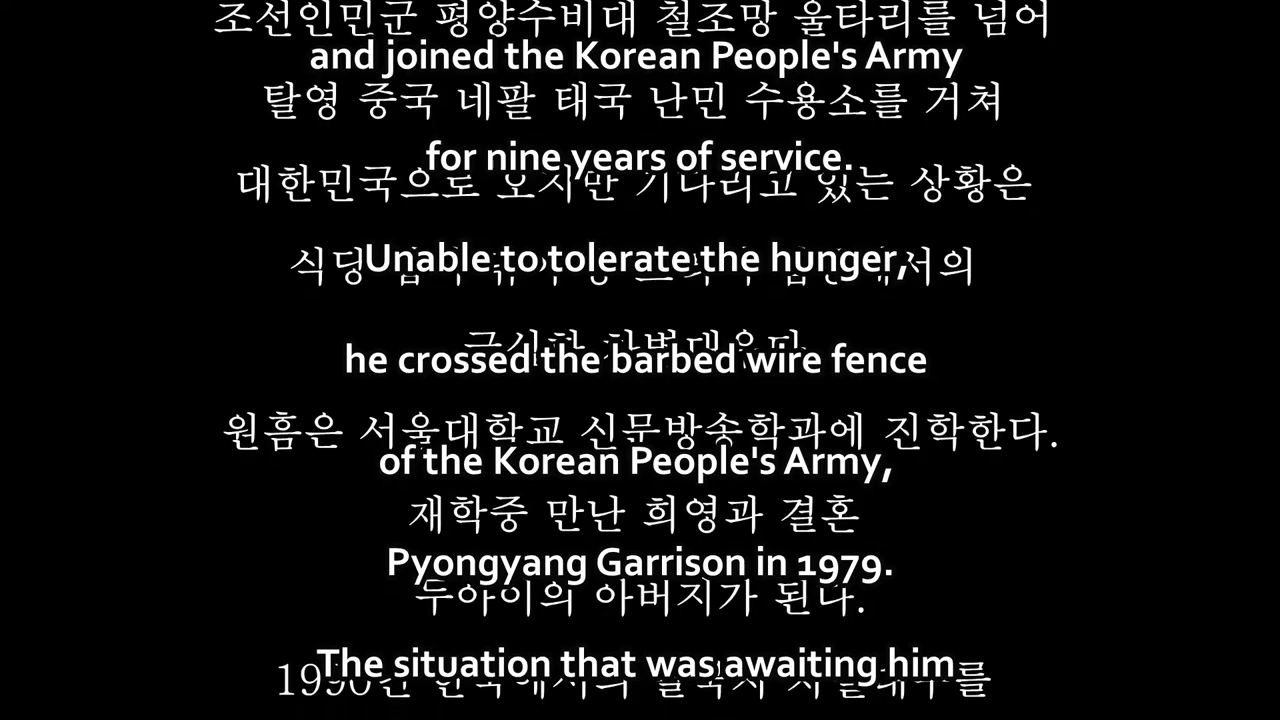 조선인민군 평양수비대 철조망 울타리를 넘어
and joined the Korean People's Army
탈영 중국 네팔 태국 난민 수용소를 거쳐
for nine years of service.
대한민국으로 오지만 기다리고 있는 상황은
Unable to tolerate the hunger,
he crossed the barbed wire fence
원흠은 서울대학교 신문방송학과에 진학한다.
of the Korean People's Army,
재학중 만난 희영과 결혼
Pyongyang Garrison in 1979.
두아이의 아버지가 된다.
The situation that was awaiting him